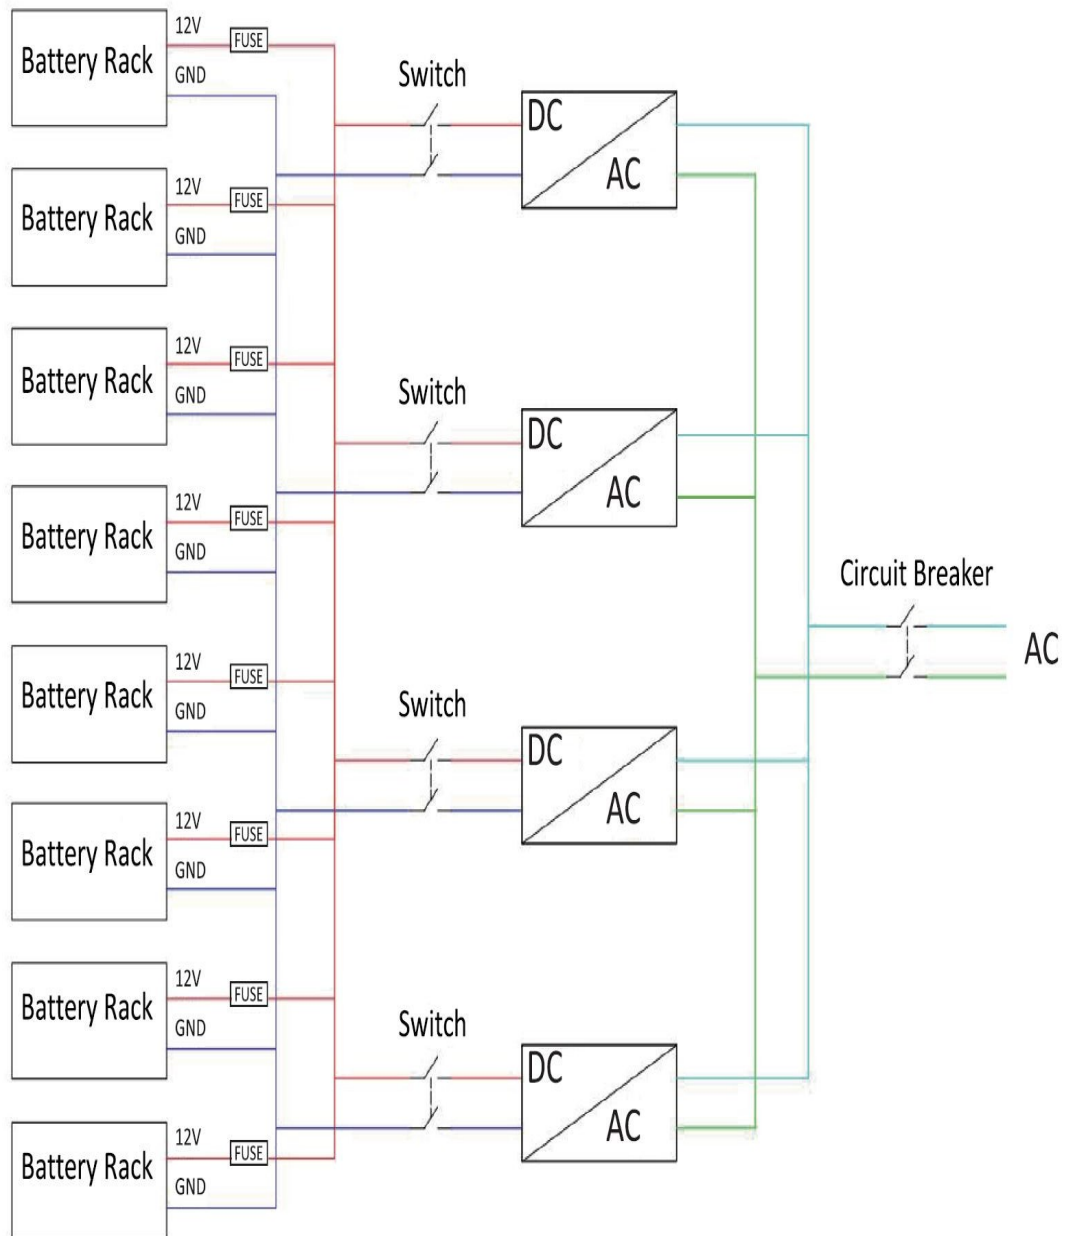 12V
FUSE
Battery Rack
GND
Switch
DC
AC
12V
FUSE
Battery Rack
GND
12V
FUSE
Battery Rack
GND
Switch
DC
AC
12V
FUSE
Battery Rack
GND
Circuit Breaker
AC
12V
FUSE
Battery Rack
GND
Switch
DC
AC
12V
FUSE
Battery Rack
GND
12V
FUSE
Battery Rack
GND
Switch
DC
AC
12V
FUSE
Battery Rack
GND